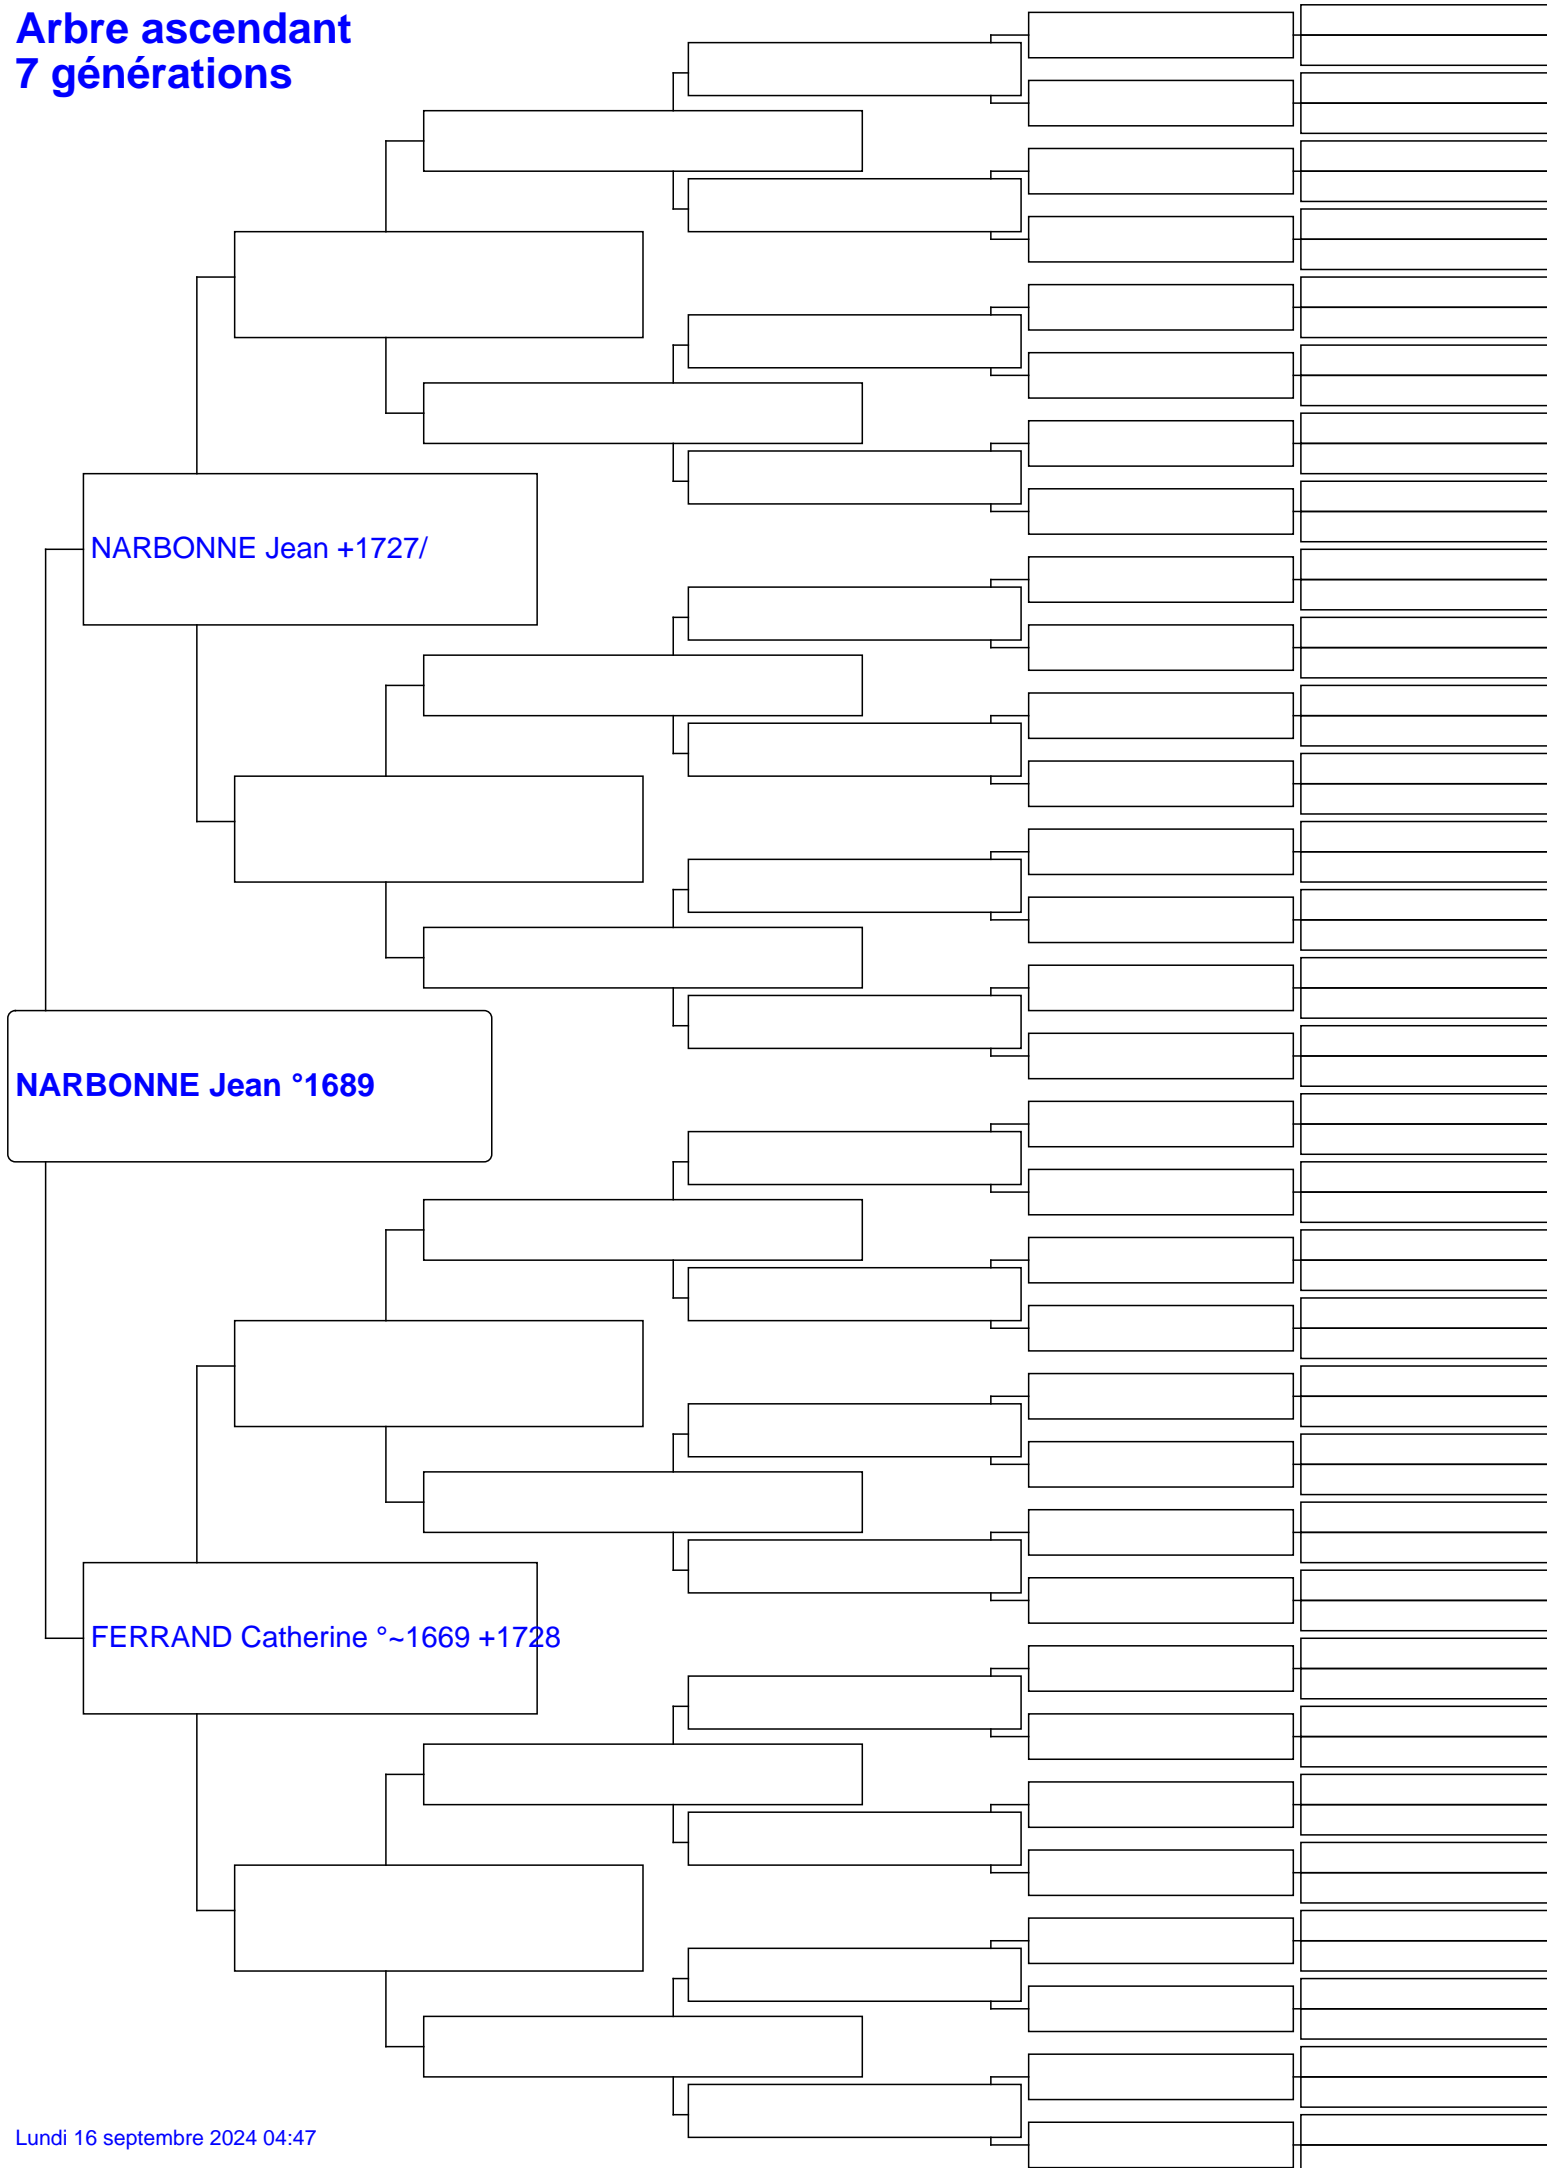 Arbre ascendant
7 générations
NARBONNE Jean +1727/
NARBONNE Jean °1689
FERRAND Catherine °~1669 +1728
Lundi 16 septembre 2024 04:47